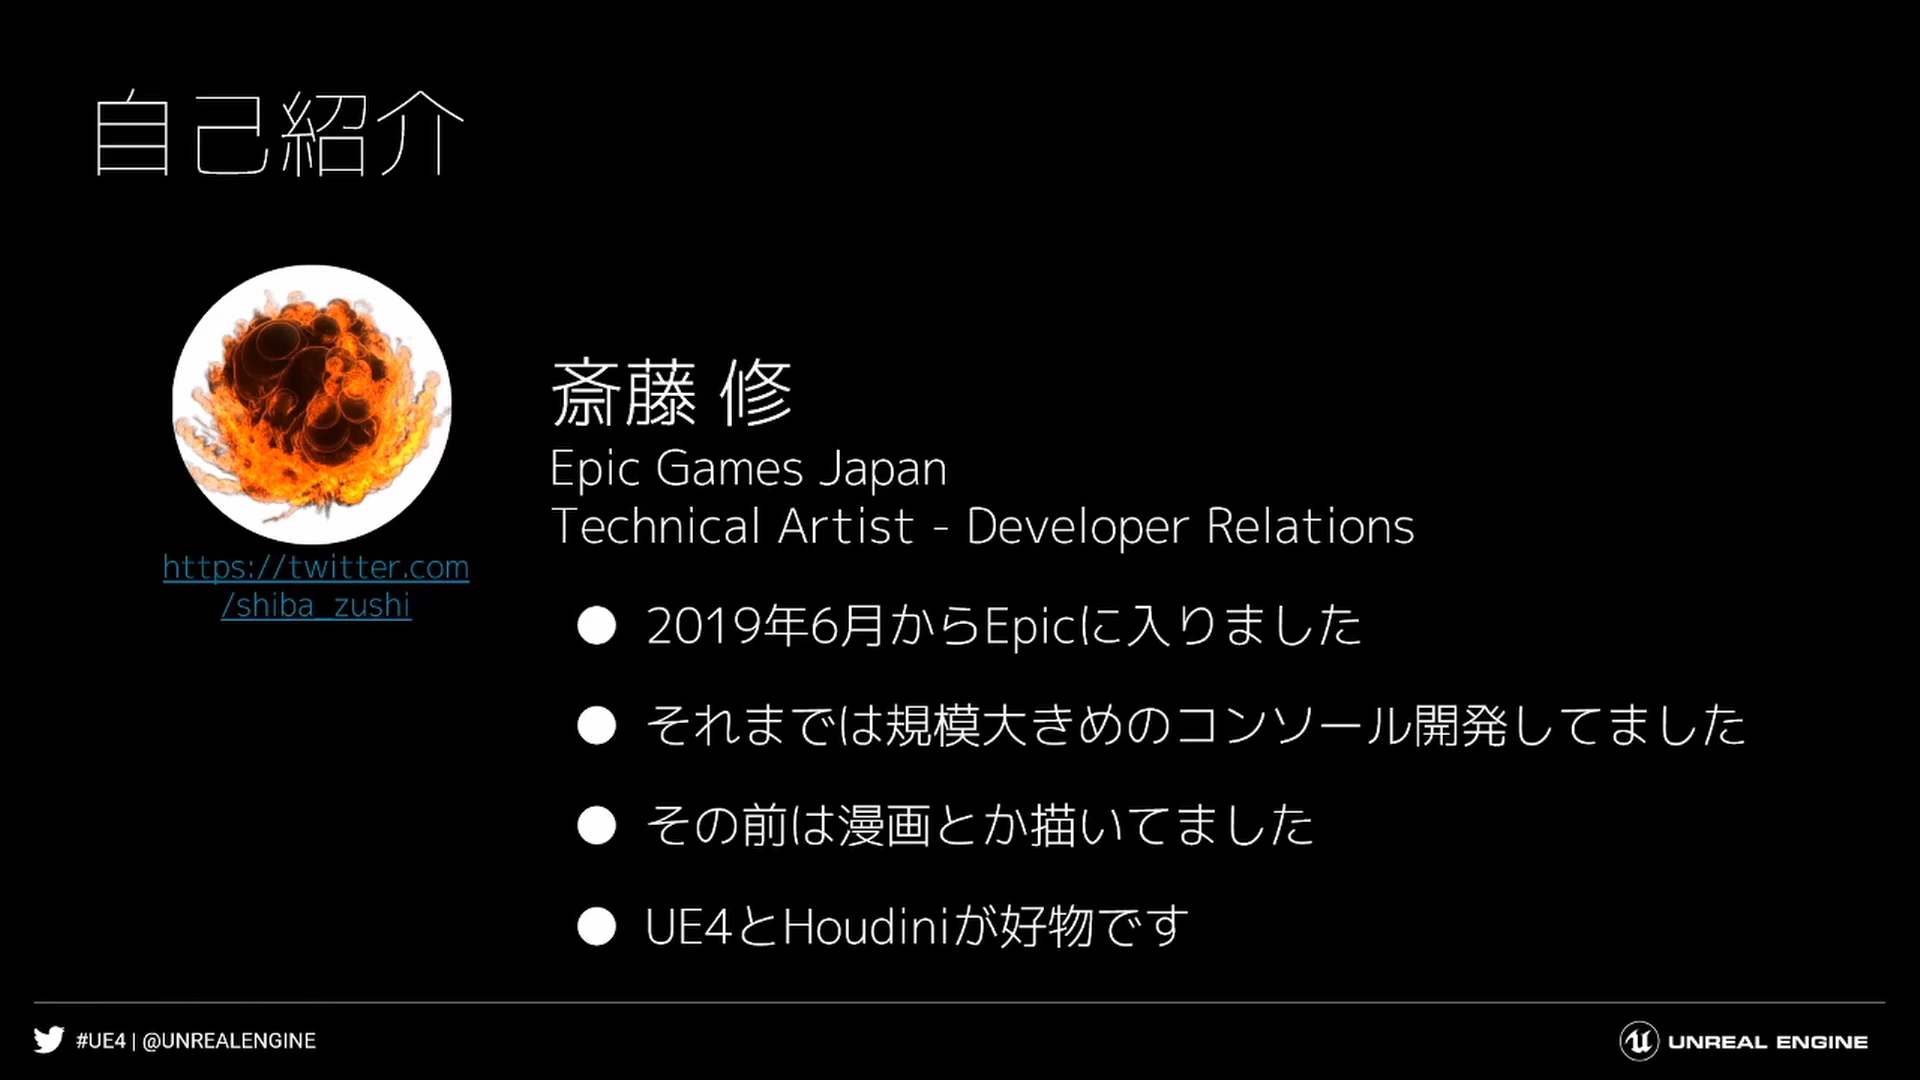 自己紹介
https://twitter.com
/shiba_zushi
斎藤 修
Epic Games Japan
Technical Artist - Developer Relations
● 2019年6月からEpicに入りました
● それまでは規模大きめのコンソール開発してました
● その前は漫画とか描いてました
● UE4とHoudiniが好物です
#UE4 | @UNREALENGINE
UNREAL ENGINE